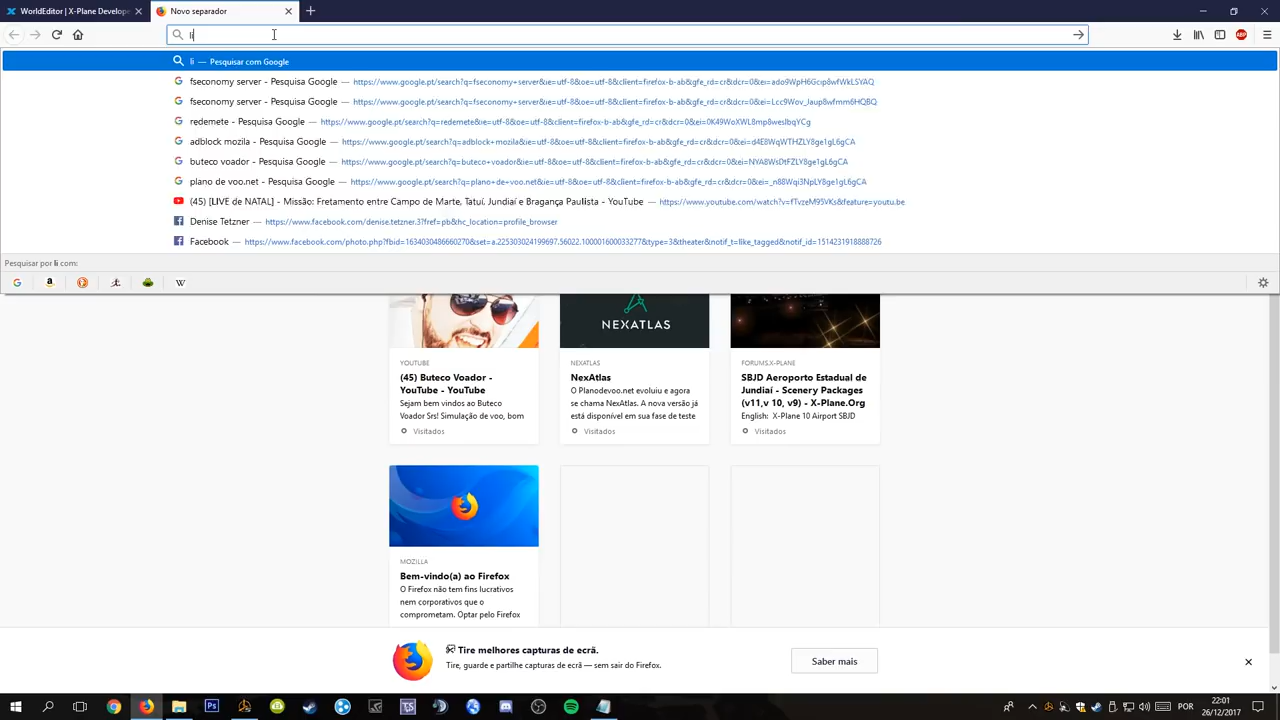 WorldEditor | X-Plane Develope
Novo separador
li
li — Pesquisar com Google
fseconomy server - Pesquisa Google — https://www.google.pt/search?q=fseconomy+server&ie=utf-8&oe=utf-8&client=firefox-b-ab&gfe_rd=cr&dcr=0&ei=
fseconomy server - Pesquisa Google — https://www.google.pt/search?q=fseconomy+server&ie=utf-8&oe=utf-8&client=firefox-b-ab&gfe_rd=cr&dcr=0&ei=
redemete - Pesquisa Google — https://www.google.pt/search?q=redemete&ie=utf-8&oe=utf-8&client=firefox-b-ab&gfe_rd=cr&dcr=0&ei=
adblock mozila - Pesquisa Google — https://www.google.pt/search?q=adblock+mozila&ie=utf-8&oe=utf-8&client=firefox-b-ab&gfe_rd=cr&dcr=0&ei=d4E8WqWTHZLY8ge1gL6gCA
buteco voador - Pesquisa Google — https://www.google.pt/search?q=buteco+voador&ie=utf-8&oe=utf-8&client=firefox-b-ab&gfe_rd=cr&dcr=0&ei=NYA8WsDtFZLY8ge1gL6gCA
plano de voo.net - Pesquisa Google — https://www.google.pt/search?q=plano+de+voo.net&ie=utf-8&oe=utf-8&client=firefox-b-ab&gfe_rd=cr&dcr=0&ei=_n88Wqi3NpLY8ge1gL6gCA
(45) [LIVE de NATAL] - Missão: Fretamento entre Campo de Marte, Tatuí, Jundiaí e Bragança Paulista - YouTube — https://www.youtube.com/watch?v=fTvzeM95VKs&feature=youtu.be
Denise Tetzner — https://www.facebook.com/denise.tetzner.3?fref=pb&hc_location=profile_browser
Facebook — https://www.facebook.com/photo.php?fbid=1634030486660270&set=a.225303024199697.56022.100001600033277&type=3&theater&notif_t=like_tagged&notif_id=1514231918888726
Pesquisar por li com:
NEXATLAS
YOUTUBE
(45) Buteco Voador -
YouTube - YouTube
Sejam bem vindos ao Buteco
Voador Srs! Simulação de voo, bom
Visitados
NEXATLAS
NexAtlas
O Planodevoo.net evoluiu e agora
se chama NexAtlas. A nova versão já
está disponível em sua fase de teste
Visitados
FORUMS.X-PLANE
SBJD Aeroporto Estadual de
Jundiaí - Scenery Packages
(v11,v 10, v9) - X-Plane.Org
English: X-Plane 10 Airport SBJD
Visitados
MOZILLA
Bem-vindo(a) ao Firefox
O Firefox não tem fins lucrativos
nem corporativos que o
comprometam. Optar pelo Firefox
Tire melhores capturas de ecrã.
Tire, guarde e partilhe capturas de ecrã — sem sair do Firefox.
Saber mais
POR
22:01
26/12/2017